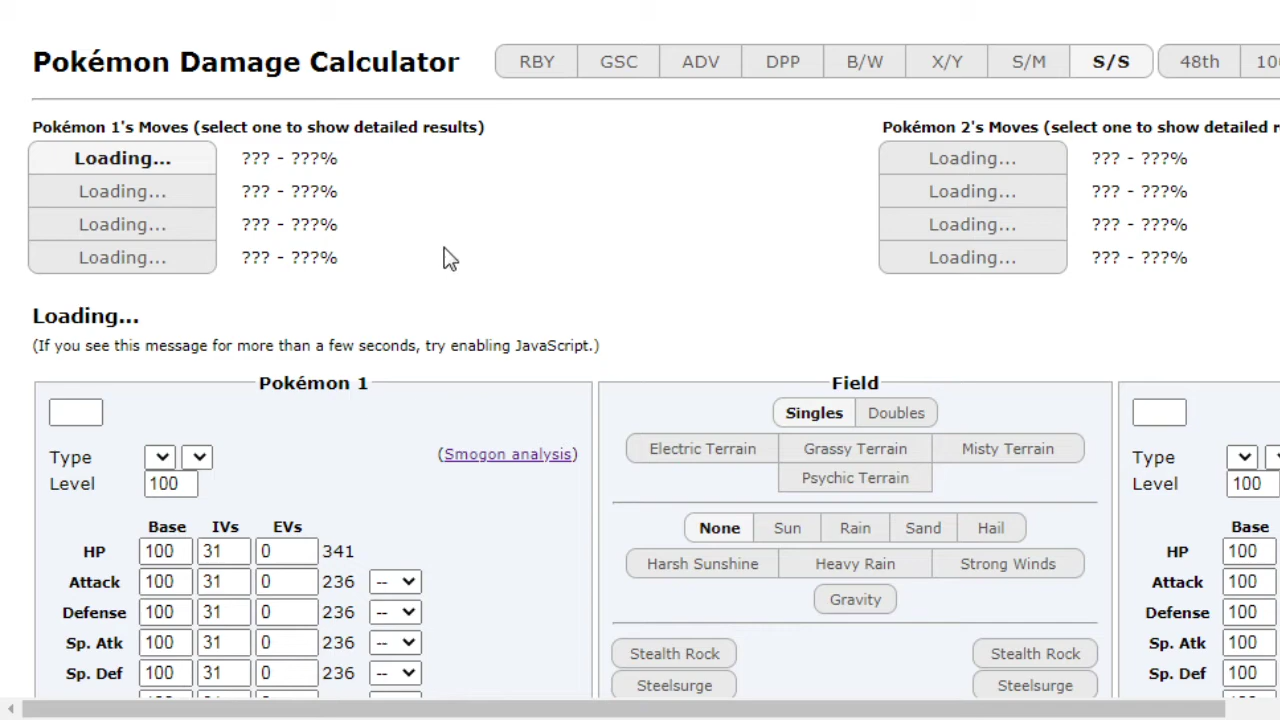 Pokémon Damage Calculator RBY GSC ADV DPP B/W X/Y S/M S/S 48th
Pokémon 1's Moves (select one to show detailed results) Pokémon 2's Moves (select one to show detailed
Loading... ??? - ???% Loading... ??? - ???%
Loading... ??? - ???% Loading... ??? - ???%
Loading... ??? - ???% Loading... ??? - ???%
Loading... ??? - ???% Loading... ??? - ???%
Loading...
(If you see this message for more than a few seconds, try enabling JavaScript.)
Pokémon 1
Type
(Smogon analysis)
Level 100
Base IVs EVs
HP 100 31 0 341
Attack 100 31 0 236 --
Defense 100 31 0 236 --
Sp. Atk 100 31 0 236 --
Sp. Def 100 31 0 236 --
Field
Singles Doubles
Electric Terrain Grassy Terrain Misty Terrain
Psychic Terrain
None Sun Rain Sand Hail
Harsh Sunshine Heavy Rain Strong Winds
Gravity
Stealth Rock Stealth Rock
Steelsurge Steelsurge
Type
Level 100
Base
HP 100
Attack 100
Defense 100
Sp. Atk 100
Sp. Def 100